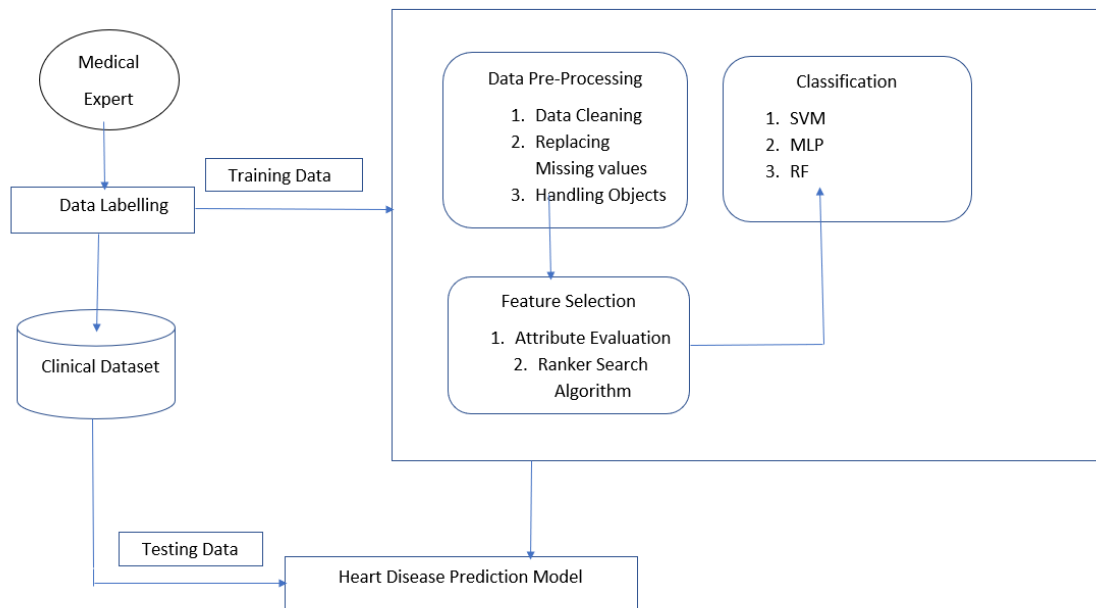 Medical
Expert
Data Labelling
Training Data
Clinical Dataset
Testing Data
Data Pre-Processing
1. Data Cleaning
2. Replacing
Missing values
3. Handling Objects
Feature Selection
1. Attribute Evaluation
2. Ranker Search
Algorithm
Classification
1. SVM
2. MLP
3. RF
Heart Disease Prediction Model